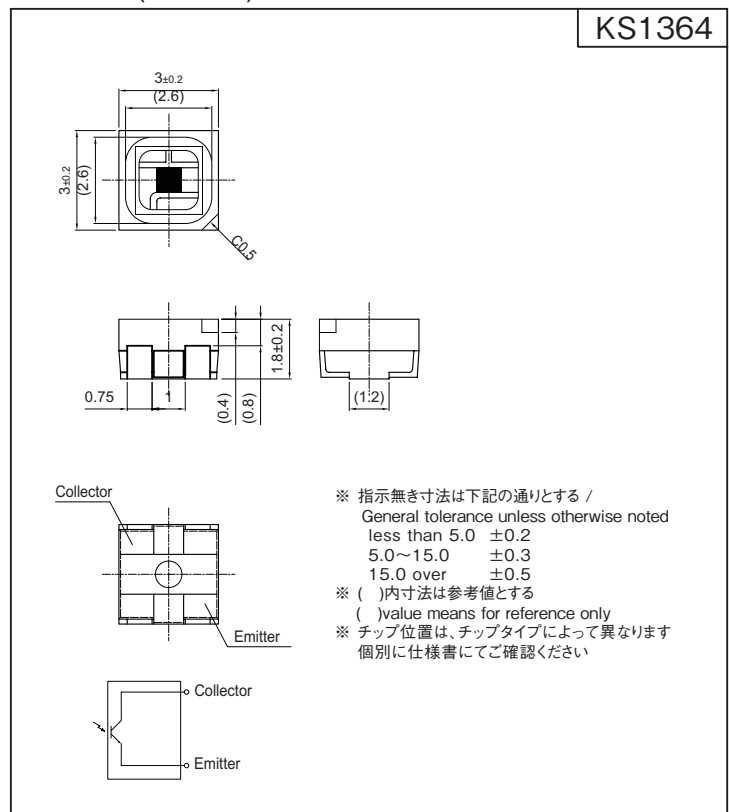 KS1364
3±0.2
(2.6)
3±0.2
(2.6)
C0.5
0.75
1
(0.4)
(0.8)
1.8±0.2
(1.2)
Collector
Emitter
Collector
Emitter
※ 指示無き寸法は下記の通りとする /
General tolerance unless otherwise noted
less than 5.0 ±0.2
5.0～15.0 ±0.3
15.0 over ±0.5
※ ( )内寸法は参考値とする
( )value means for reference only
※ チップ位置は、チップタイプによって異なります
個別に仕様書にてご確認ください